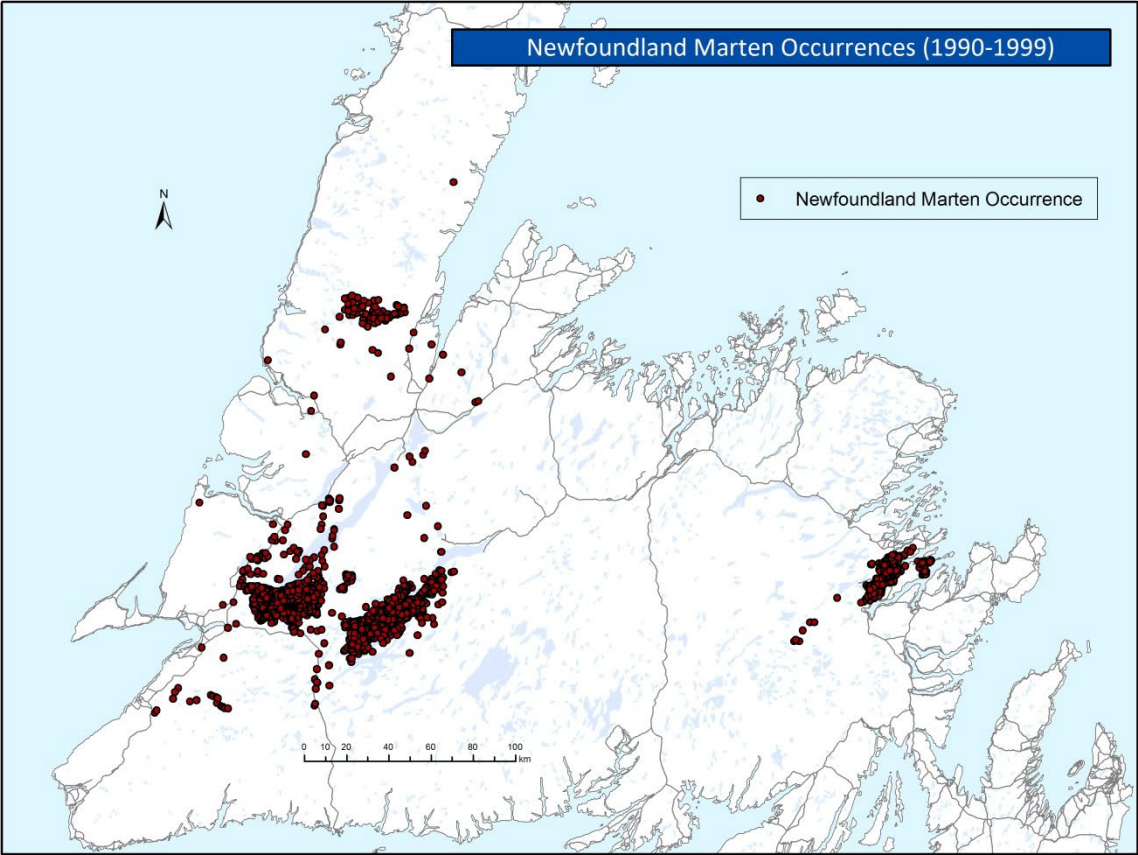 Newfoundland Marten Occurrences (1990-1999)
N
Newfoundland Marten Occurrence
0 10 20 40 60 80 100
km